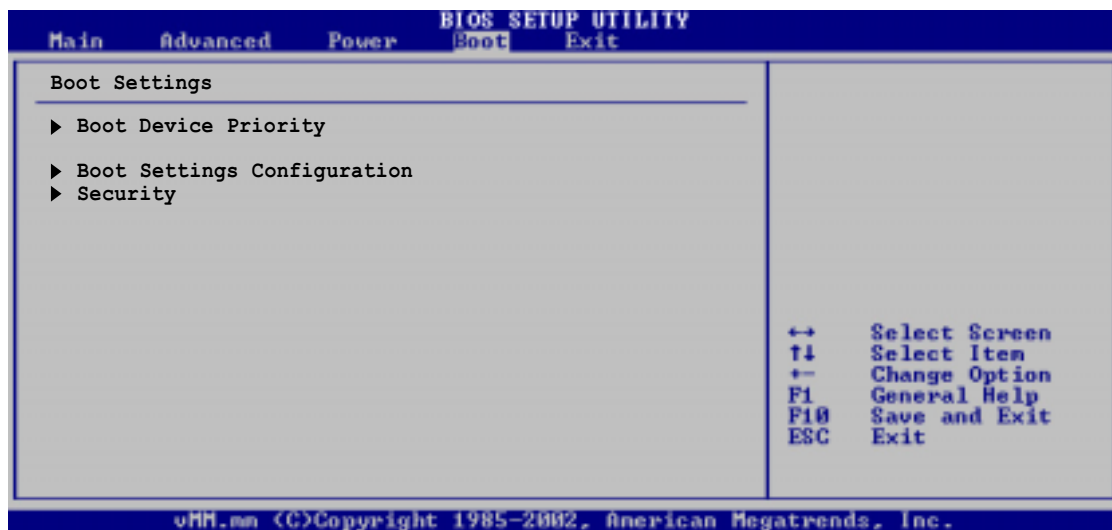 BIOS SETUP UTILITY
Main Advanced Power Boot Exit
Boot Settings
▶ Boot Device Priority
▶ Boot Settings Configuration
▶ Security
←→ Select Screen
↑↓ Select Item
+- Change Option
F1 General Help
F10 Save and Exit
ESC Exit
vMM.mm (C)Copyright 1985-2002, American Megatrends, Inc.